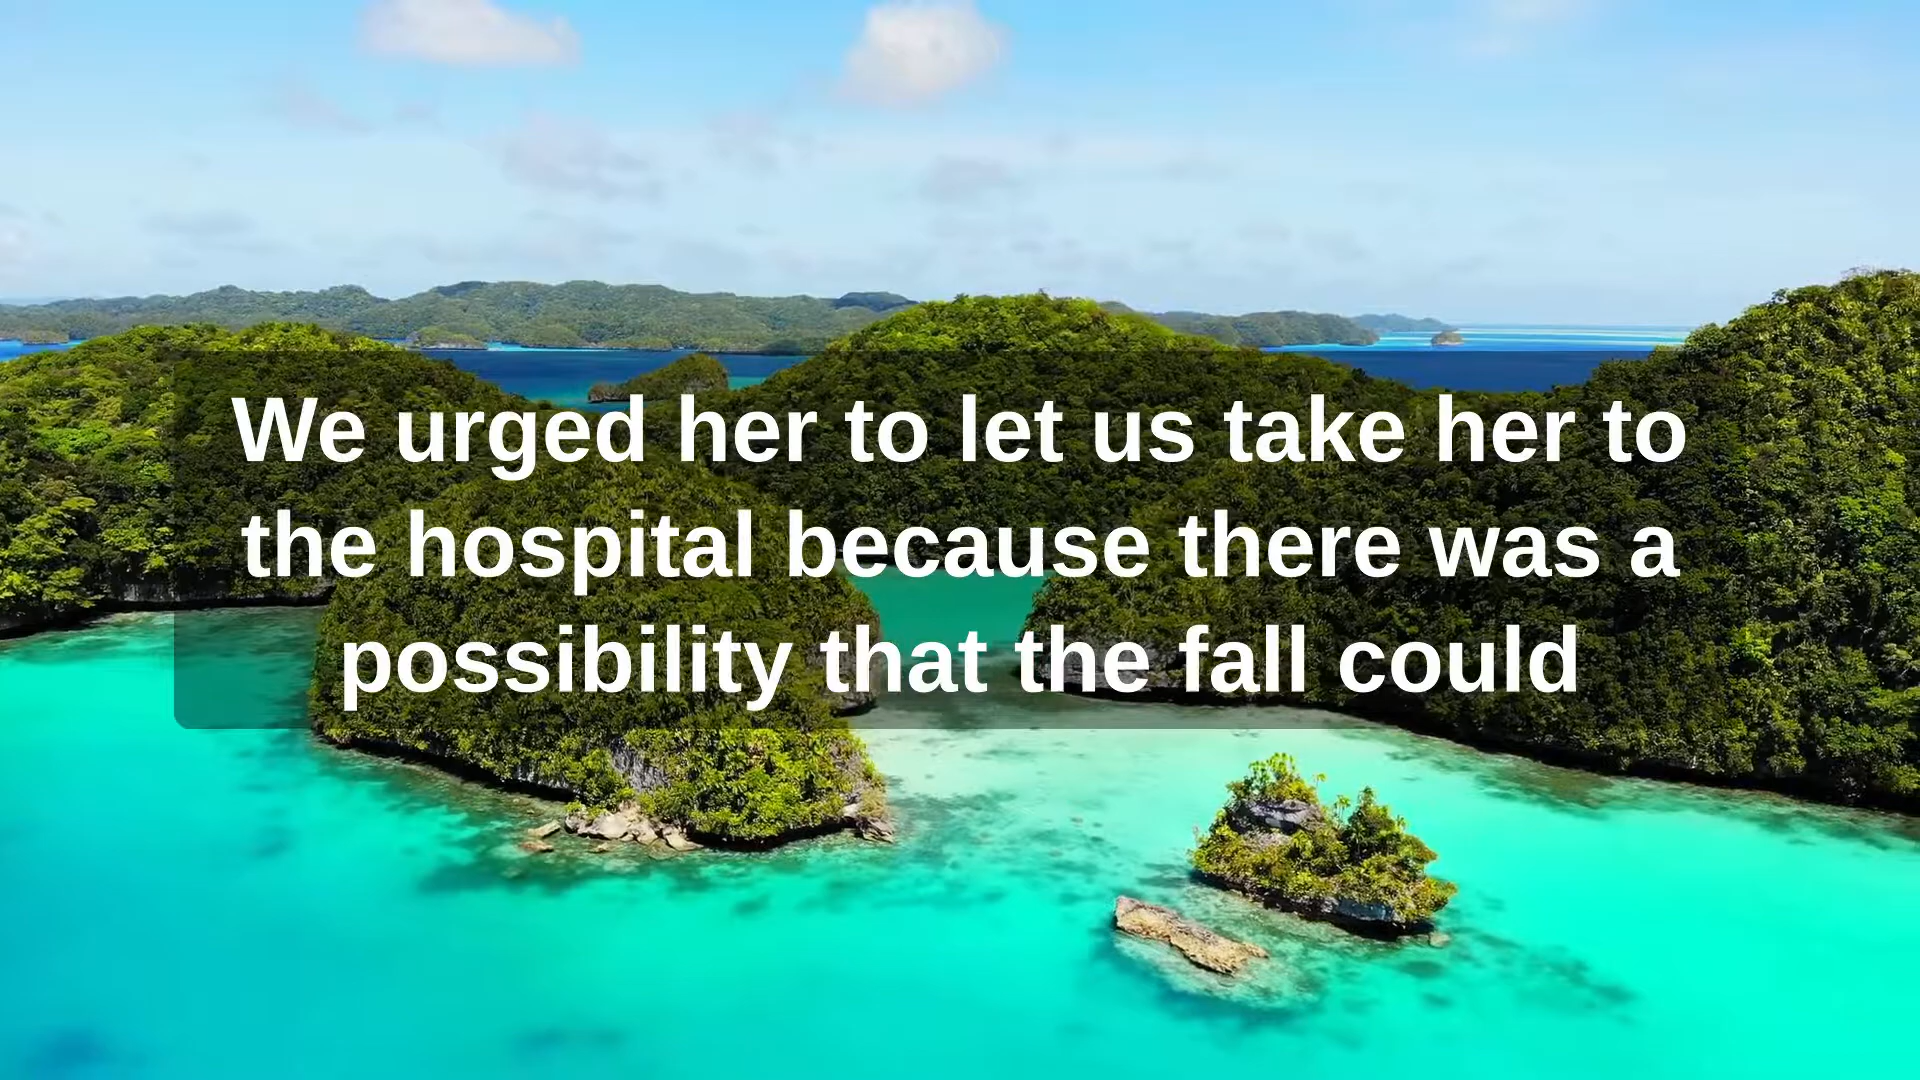 We urged her to let us take her to
the hospital because there was a
possibility that the fall could